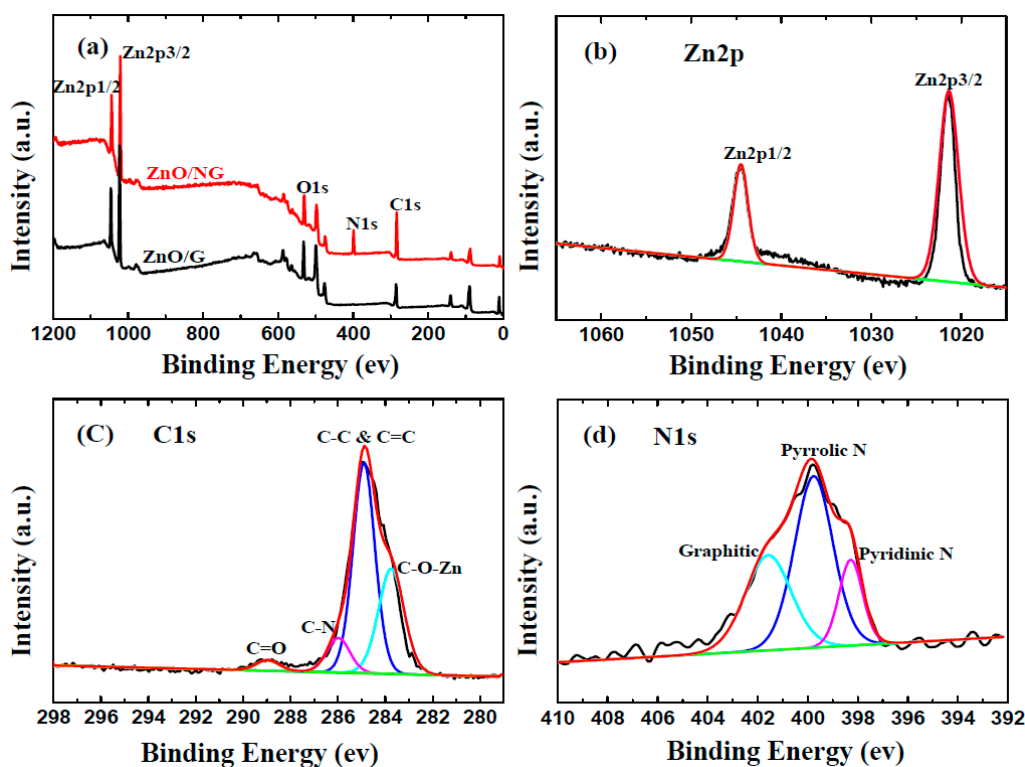 (a)
Zn2p3/2
Zn2p1/2
ZnO/NG
O1s
N1s
C1s
ZnO/G
Intensity (a.u.)
1200 1000 800 600 400 200 0
Binding Energy (ev)
(b) Zn2p
Zn2p3/2
Zn2p1/2
Intensity (a.u.)
1060 1050 1040 1030 1020
Binding Energy (ev)
(C) C1s
C-C & C=C
C-O-Zn
C-N
C=O
Intensity (a.u.)
298 296 294 292 290 288 286 284 282 280
Binding Energy (ev)
(d) N1s
Pyrrolic N
Graphitic
Pyridinic N
Intensity (a.u.)
410 408 406 404 402 400 398 396 394 392
Binding Energy (ev)